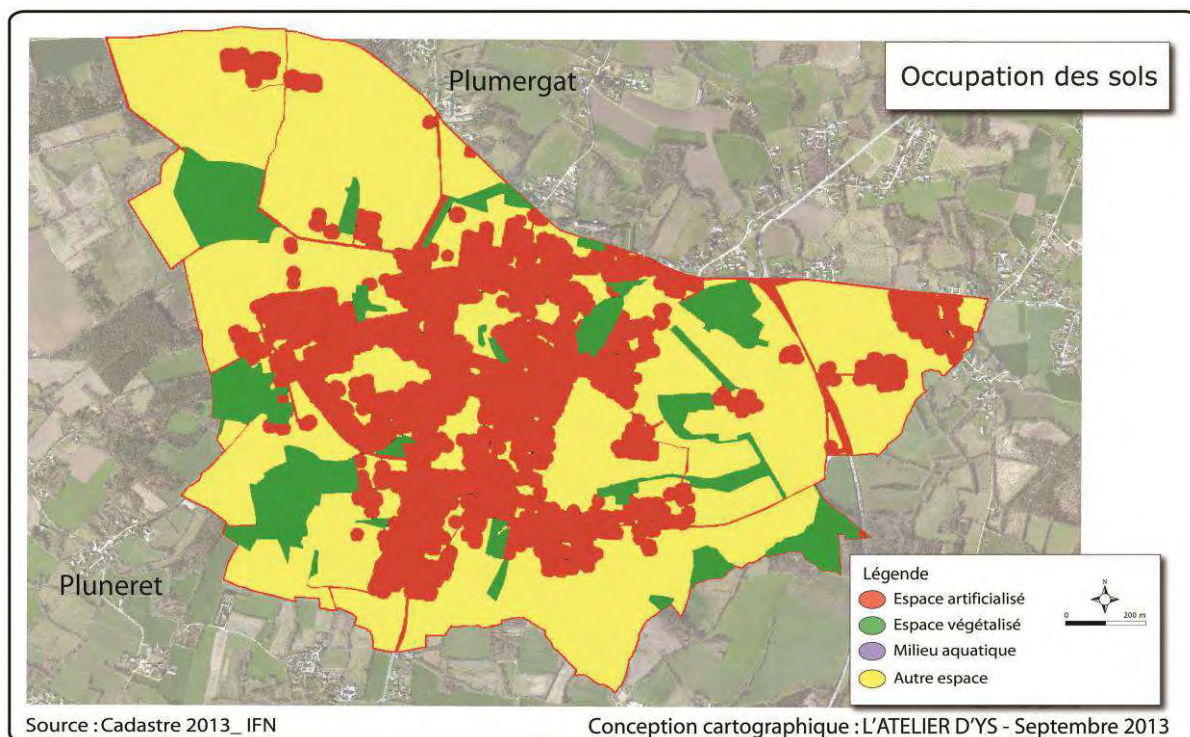 Occupation des sols
Plumergat
Pluneret
Légende
Espace artificialisé
Espace végétalisé
Milieu aquatique
Autre espace
N
0 200 m
Source : Cadastre 2013_ IFN
Conception cartographique : L'ATELIER D'YS - Septembre 2013